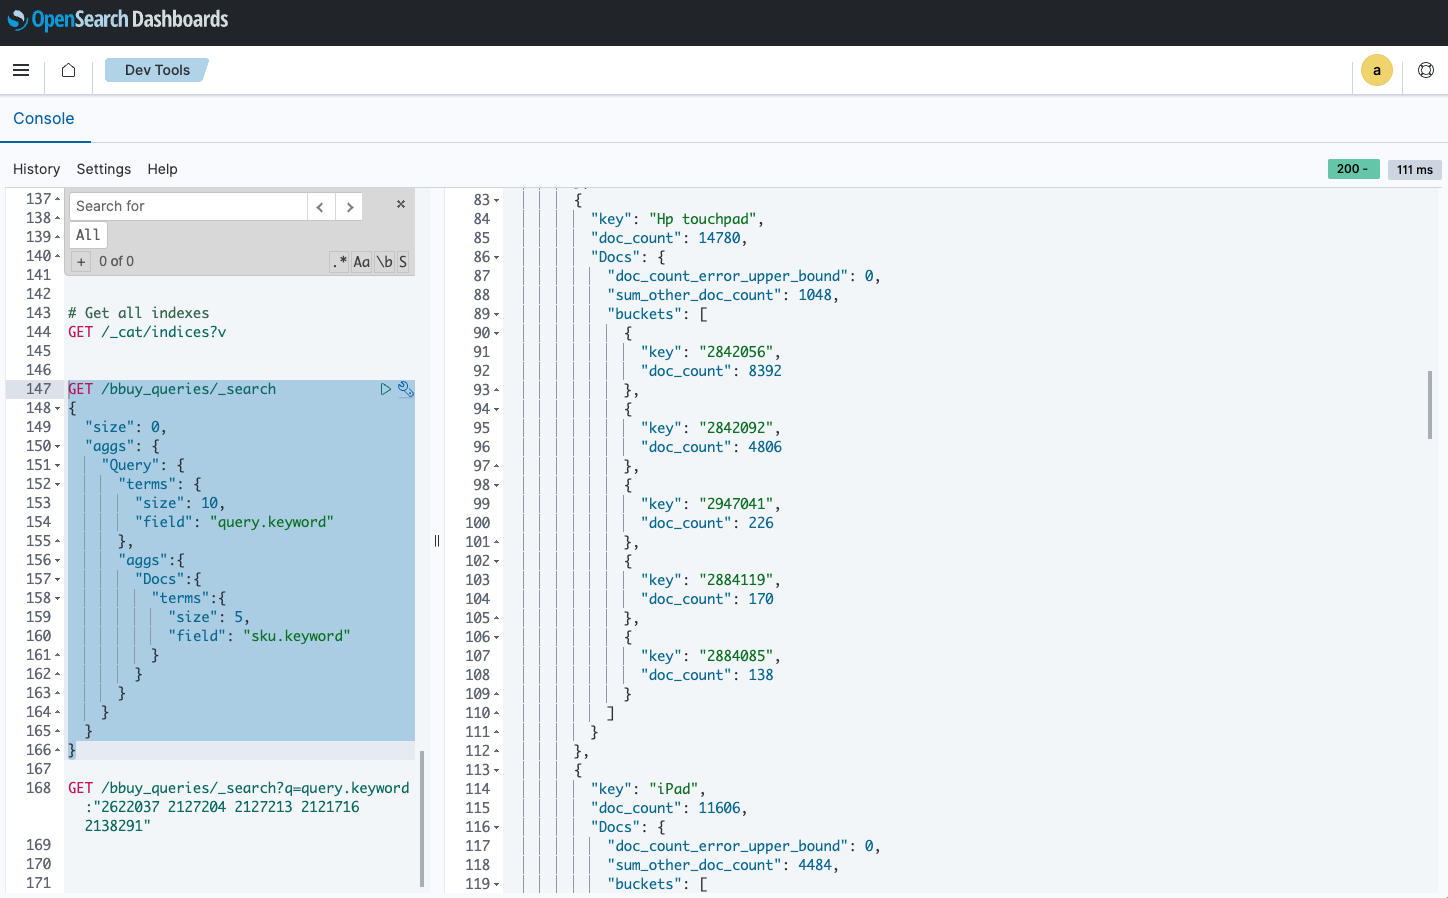 OpenSearch Dashboards
Dev Tools
a
Console
History Settings Help
200 - 111 ms
137
138
139
140
141
142
143 # Get all indexes
144 GET /_cat/indices?v
145
146
147 GET /bbuy_queries/_search
148 {
149 "size": 0,
150 "aggs": {
151 "Query": {
152 "terms": {
153 "size": 10,
154 "field": "query.keyword"
155 },
156 "aggs":{
157 "Docs":{
158 "terms":{
159 "size": 5,
160 "field": "sku.keyword"
161 }
162 }
163 }
164 }
165 }
166 }
167
168 GET /bbuy_queries/_search?q=query.keyword
:"2622037 2127204 2127213 2121716
2138291"
169
170
171
Search for
All
+ 0 of 0 .* Aa \b S
83 {
84 "key": "Hp touchpad",
85 "doc_count": 14780,
86 "Docs": {
87 "doc_count_error_upper_bound": 0,
88 "sum_other_doc_count": 1048,
89 "buckets": [
90 {
91 "key": "2842056",
92 "doc_count": 8392
93 },
94 {
95 "key": "2842092",
96 "doc_count": 4806
97 },
98 {
99 "key": "2947041",
100 "doc_count": 226
101 },
102 {
103 "key": "2884119",
104 "doc_count": 170
105 },
106 {
107 "key": "2884085",
108 "doc_count": 138
109 }
110 ]
111 }
112 },
113 {
114 "key": "iPad",
115 "doc_count": 11606,
116 "Docs": {
117 "doc_count_error_upper_bound": 0,
118 "sum_other_doc_count": 4484,
119 "buckets": [